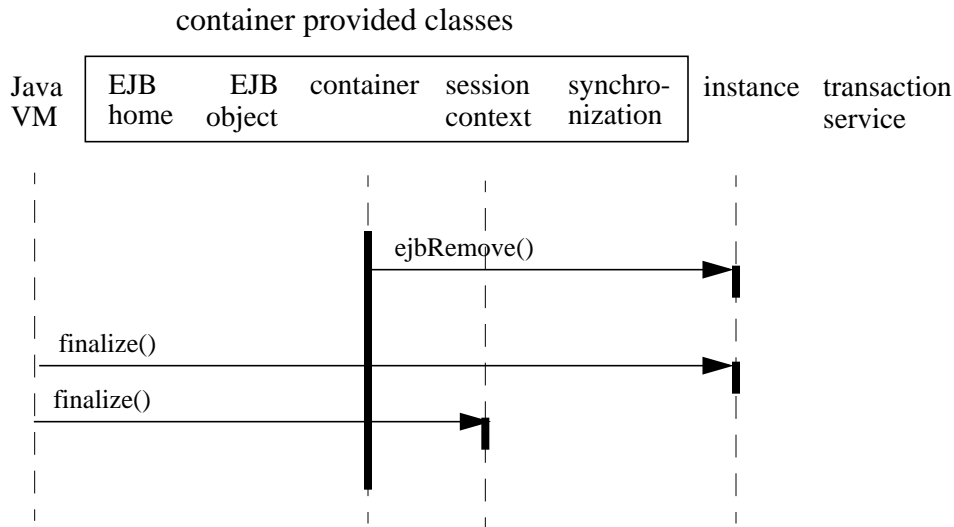 container provided classes
Java EJB EJB container session synchro- instance transaction
VM home object context nization service
ejbRemove()
finalize()
finalize()